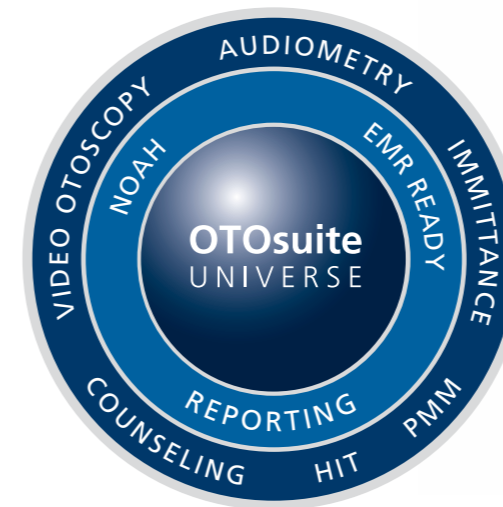 AUDIOMETRY
IMMITTANCE
PMM
HIT
COUNSELING
VIDEO OTOSCOPY
NOAH
EMR READY
REPORTING
OTOsuite
UNIVERSE